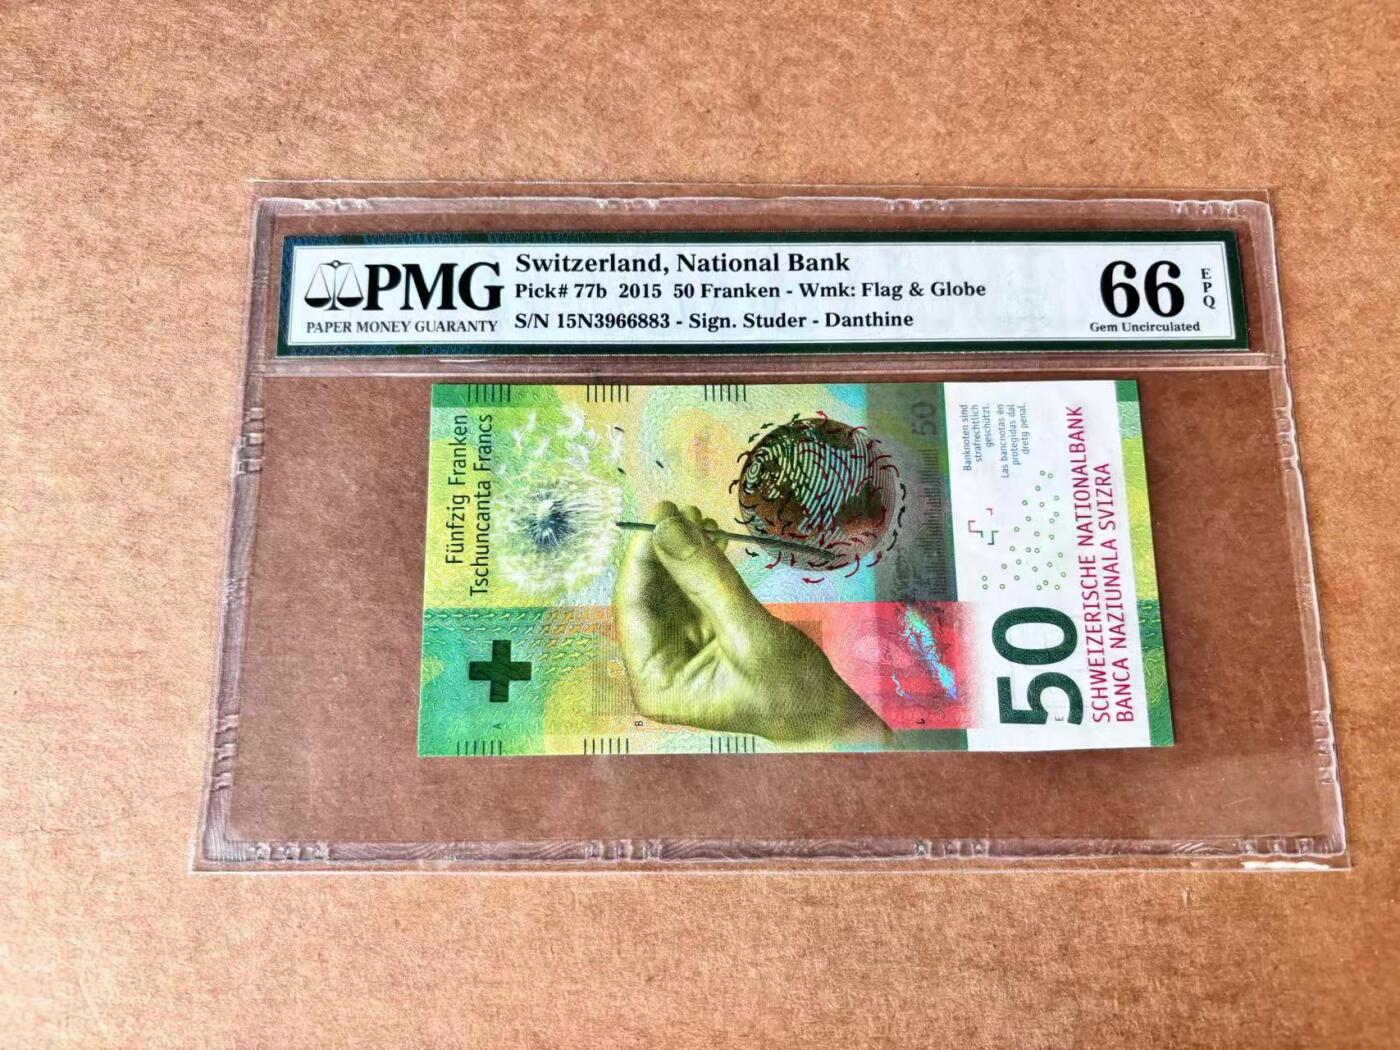 PMG
PAPER MONEY GUARANTY
Switzerland, National Bank
Pick# 77b 2015 50 Franken - Wmk: Flag & Globe
S/N 15N3966883 - Sign. Studer - Danthine
66
Gem Uncirculated
EPQ
Fünfzig Franken
Tschuncanta Francs
50
Banknoten sind
strafrechtlich
geschützt.
Las bancnotas èn
protegidas dal
dretg penal.
50
SCHWEIZERISCHE NATIONALBANK
BANCA NAZIUNALA SVIZRA
A
B
E